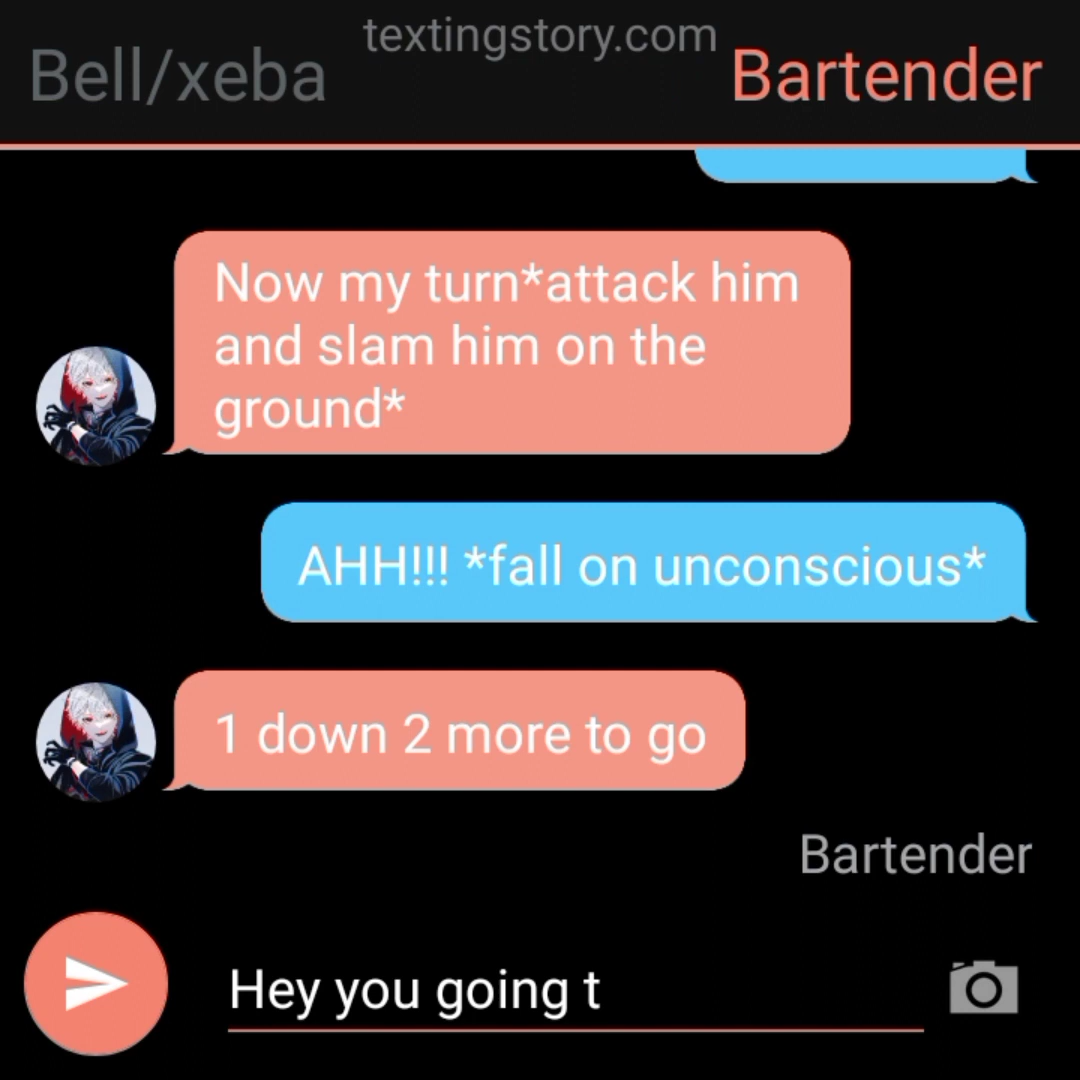 textingstory.com
Bell/xeba
Bartender
Now my turn*attack him
and slam him on the
ground*
AHH!!! *fall on unconscious*
1 down 2 more to go
Bartender
Hey you going t